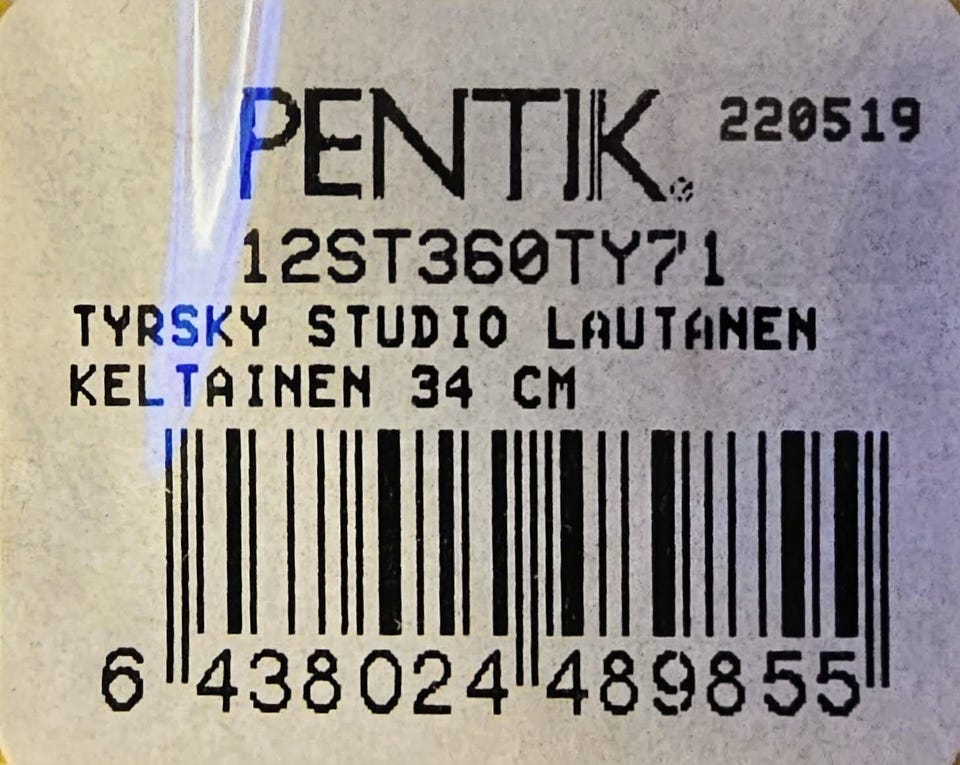 PENTIK® 220519
12ST360TY71
TYRSKY STUDIO LAUTANEN
KELTAINEN 34 CM
6 438024 489855